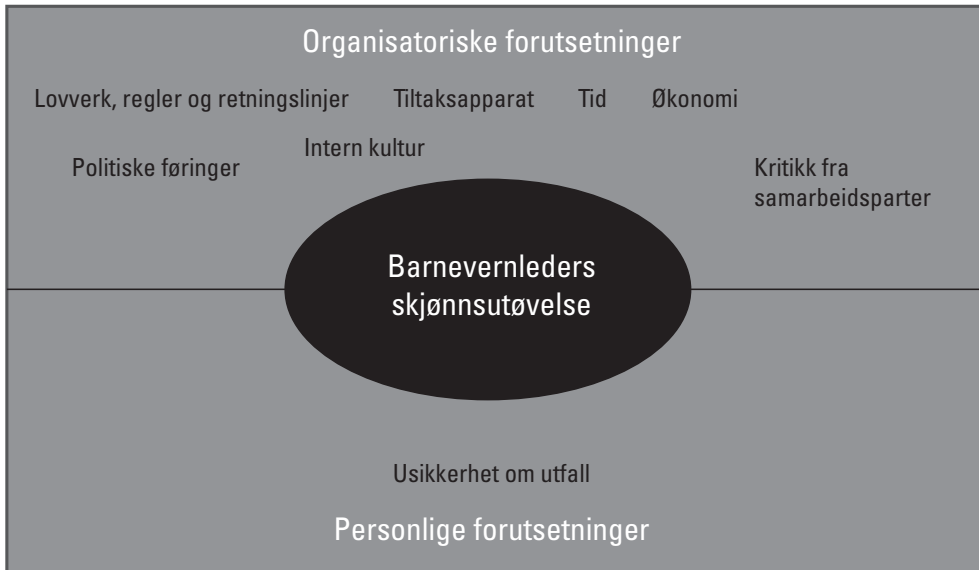 Organisatoriske forutsetninger
Lovverk, regler og retningslinjer
Tiltaksapparat
Tid
Økonomi
Intern kultur
Politiske føringer
Kritikk fra
samarbeidsparter
Barnevernleders
skjønnsutøvelse
Usikkerhet om utfall
Personlige forutsetninger